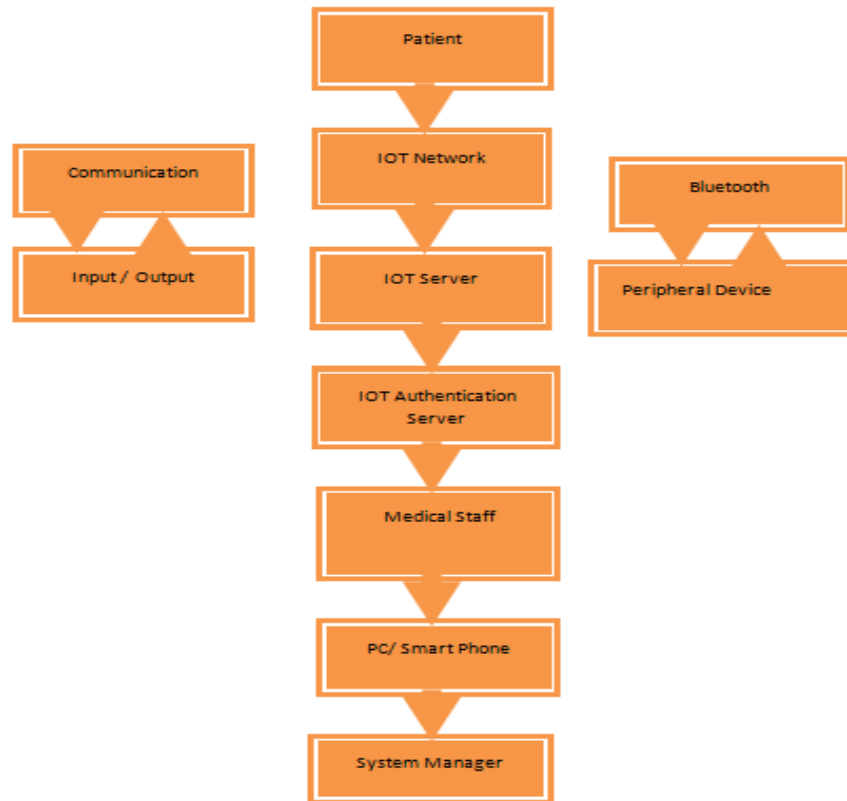 Patient
IOT Network
Communication
Bluetooth
Input / Output
IOT Server
Peripheral Device
IOT Authentication
Server
Medical Staff
PC/ Smart Phone
System Manager